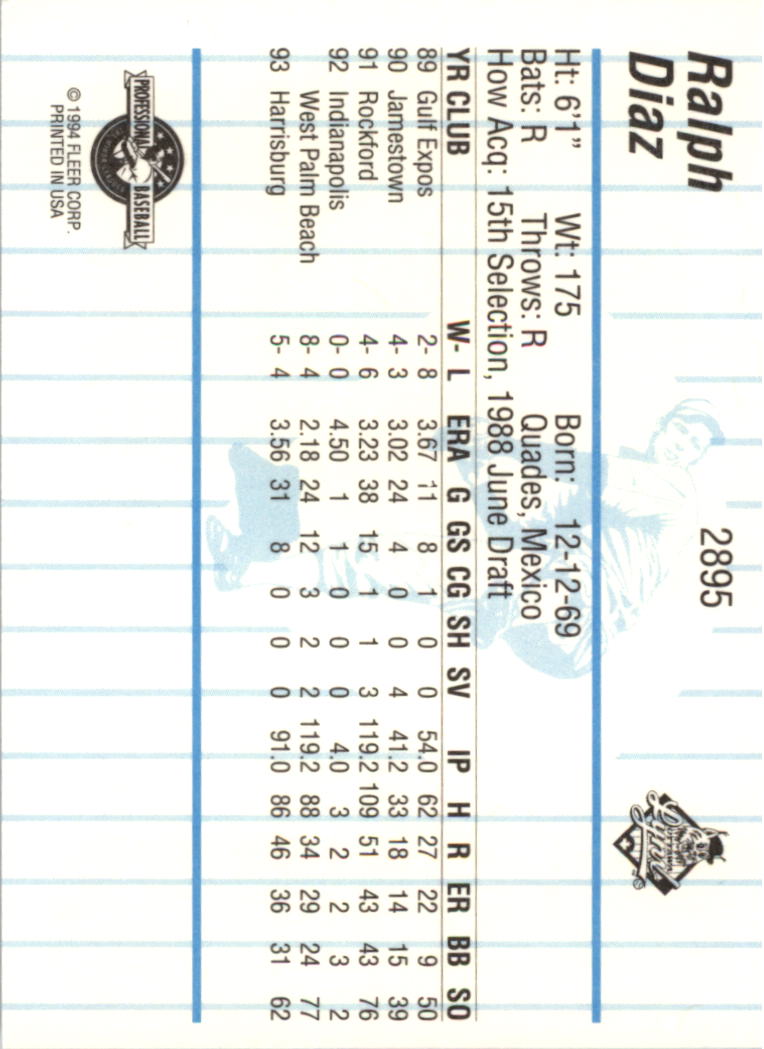 Ralph
Diaz
2895
Ht: 6'1" Wt: 175 Born: 12-12-69
Bats: R Throws: R Quades, Mexico
How Acq: 15th Selection, 1988 June Draft
YR CLUB W- L ERA G GS CG SH SV IP H R ER BB SO
89 Gulf Expos 2- 8 3.67 11 8 1 0 0 54.0 62 27 22 9 50
90 Jamestown 4- 3 3.02 24 4 0 0 4 41.2 33 18 14 15 39
91 Rockford 4- 6 3.23 38 15 1 1 3 119.2 109 51 43 43 76
92 Indianapolis 0- 0 4.50 1 1 0 0 0 4.0 3 2 2 3 2
West Palm Beach 8- 4 2.18 24 12 3 2 2 119.2 88 34 29 24 77
93 Harrisburg 5- 4 3.56 31 8 0 0 0 91.0 86 46 36 31 62
PROFESSIONAL BASEBALL
© 1994 FLEER CORP.
PRINTED IN USA